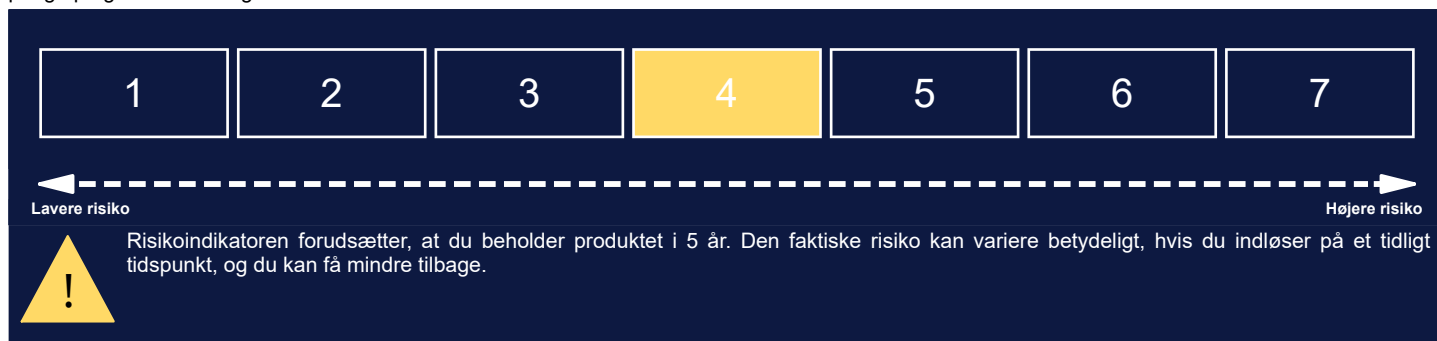 1 2 3 4 5 6 7
Lavere risiko Højere risiko
Risikoindikatoren forudsætter, at du beholder produktet i 5 år. Den faktiske risiko kan variere betydeligt, hvis du indløser på et tidligt
tidspunkt, og du kan få mindre tilbage.
!